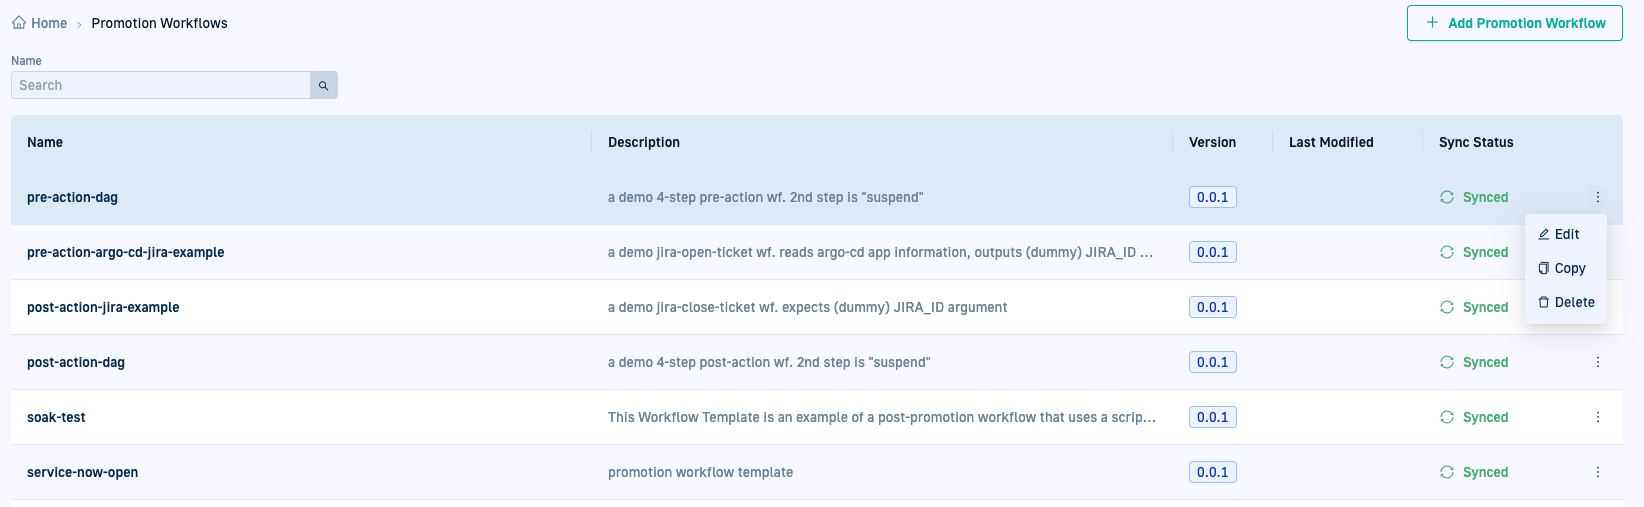 Home > Promotion Workflows
Add Promotion Workflow
Name
Search
Name Description Version Last Modified Sync Status
pre-action-dag a demo 4-step pre-action wf. 2nd step is "suspend" 0.0.1 Synced
Edit
pre-action-argo-cd-jira-example a demo jira-open-ticket wf. reads argo-cd app information, outputs (dummy) JIRA_ID ... 0.0.1 Synced
Copy
Delete
post-action-jira-example a demo jira-close-ticket wf. expects (dummy) JIRA_ID argument 0.0.1 Synced
post-action-dag a demo 4-step post-action wf. 2nd step is "suspend" 0.0.1 Synced
soak-test This Workflow Template is an example of a post-promotion workflow that uses a scrip... 0.0.1 Synced
service-now-open promotion workflow template 0.0.1 Synced